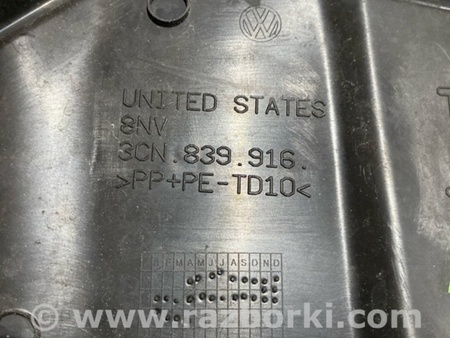 UNITED STATES
8NV
3CN.839.916.
>PP+PE-TD10<
J F M A M J J A S O N D
www.razborki.com